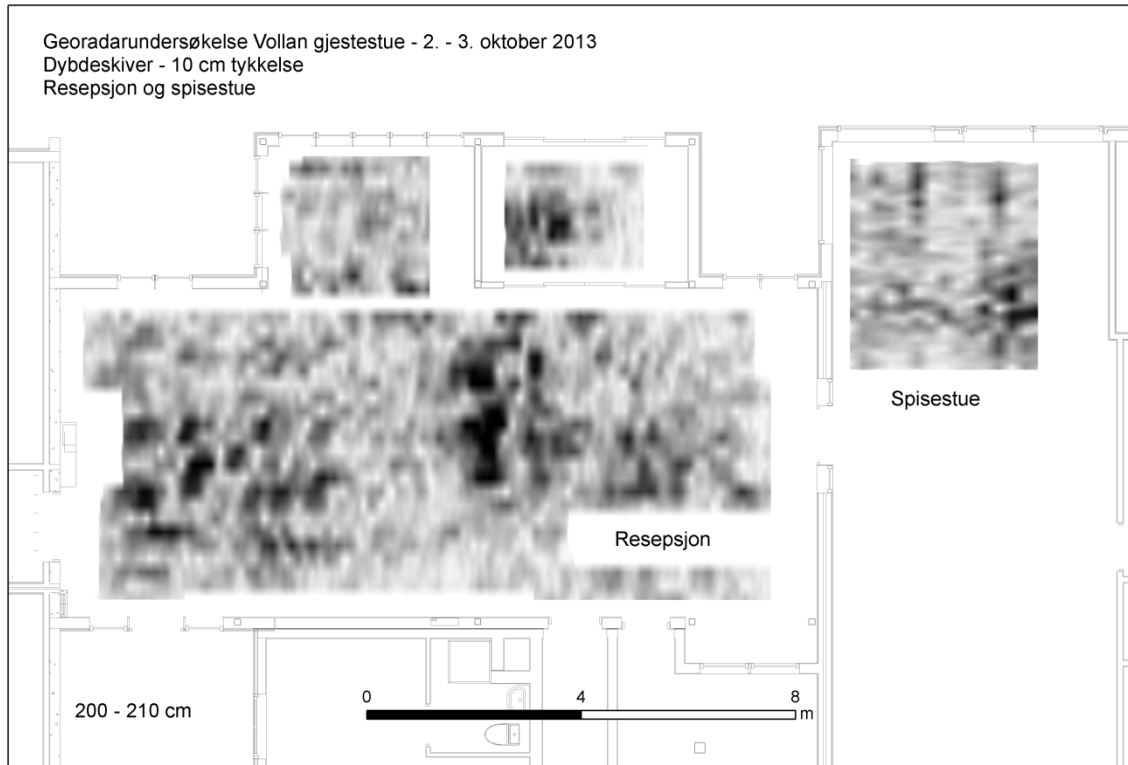 Georadarundersøkelse Vollan gjestestue - 2. - 3. oktober 2013
Dybdeskiver - 10 cm tykkelse
Resepsjon og spisestue
Spisestue
Resepsjon
200 - 210 cm
0 4 8
m